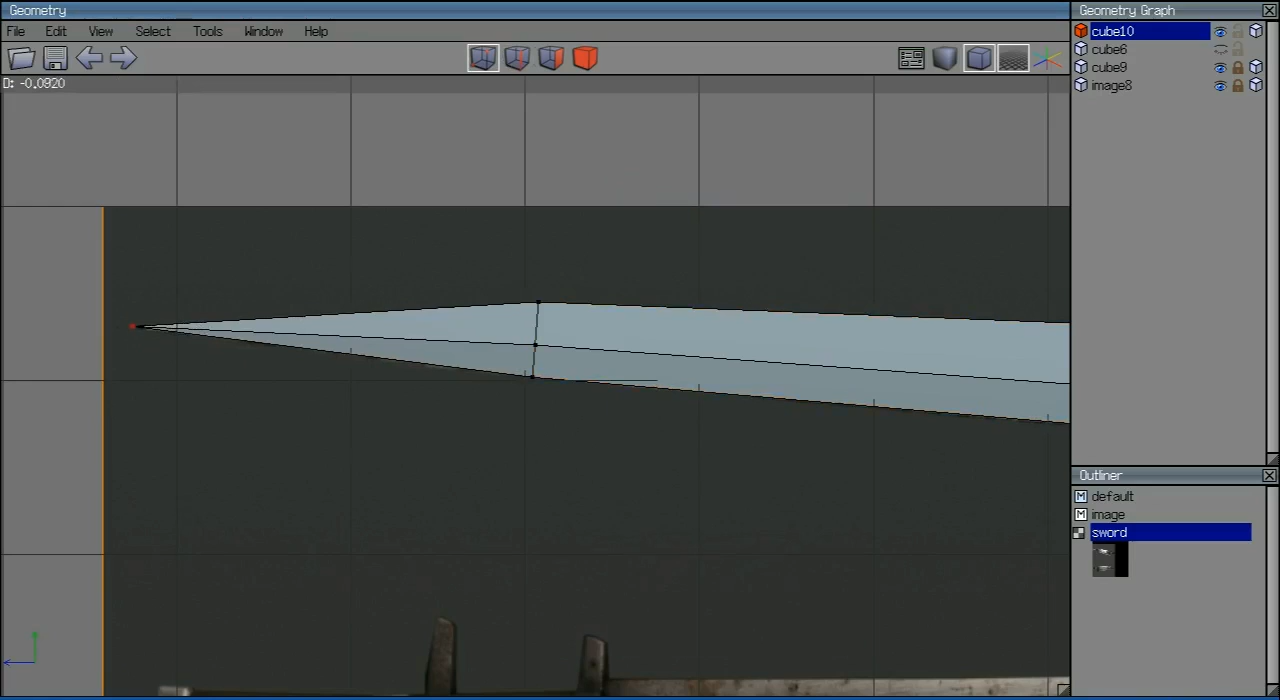 Geometry
File Edit View Select Tools Window Help
D: -0.0920
Geometry Graph
cube10
cube6
cube9
image8
Outliner
M default
M image
sword